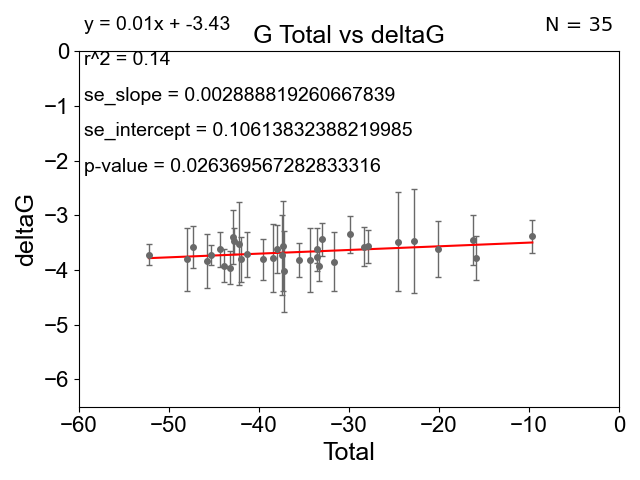 y = 0.01x + -3.43
N = 35
G Total vs deltaG
r^2 = 0.14
se_slope = 0.002888819260667839
se_intercept = 0.10613832388219985
p-value = 0.026369567282833316
0
−1
−2
−3
−4
−5
−6
deltaG
−60 −50 −40 −30 −20 −10 0
Total